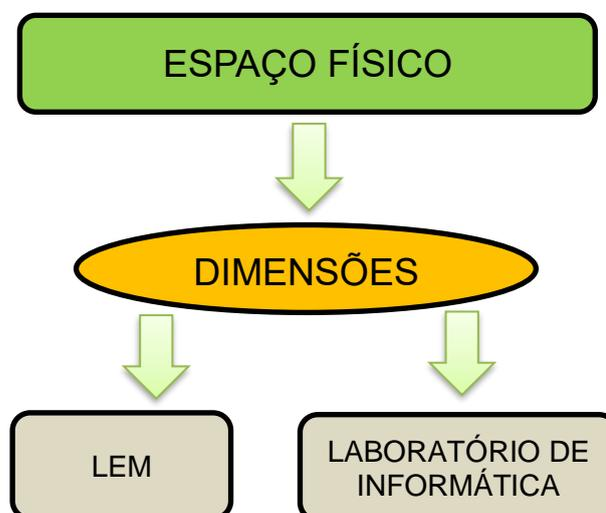 ESPAÇO FÍSICO
DIMENSÕES
LEM
LABORATÓRIO DE
INFORMÁTICA